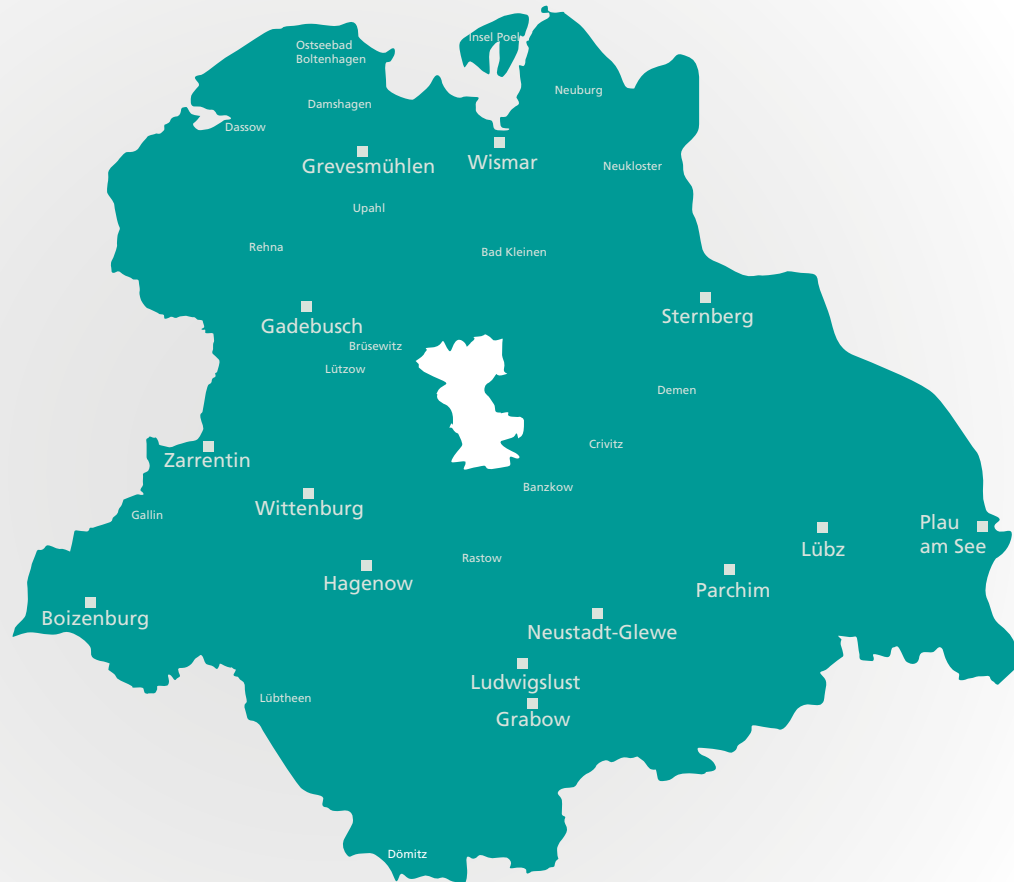 Ostseebad
Boltenhagen
Insel Poel
Neuburg
Damshagen
Dassow
Grevesmühlen
Wismar
Neukloster
Upahl
Rehna
Bad Kleinen
Sternberg
Gadebusch
Brüsewitz
Lützow
Demen
Crivitz
Zarrentin
Banzkow
Wittenburg
Gallin
Plau
am See
Lübz
Rastow
Hagenow
Parchim
Boizenburg
Neustadt-Glewe
Ludwigslust
Lübtheen
Grabow
Dömitz